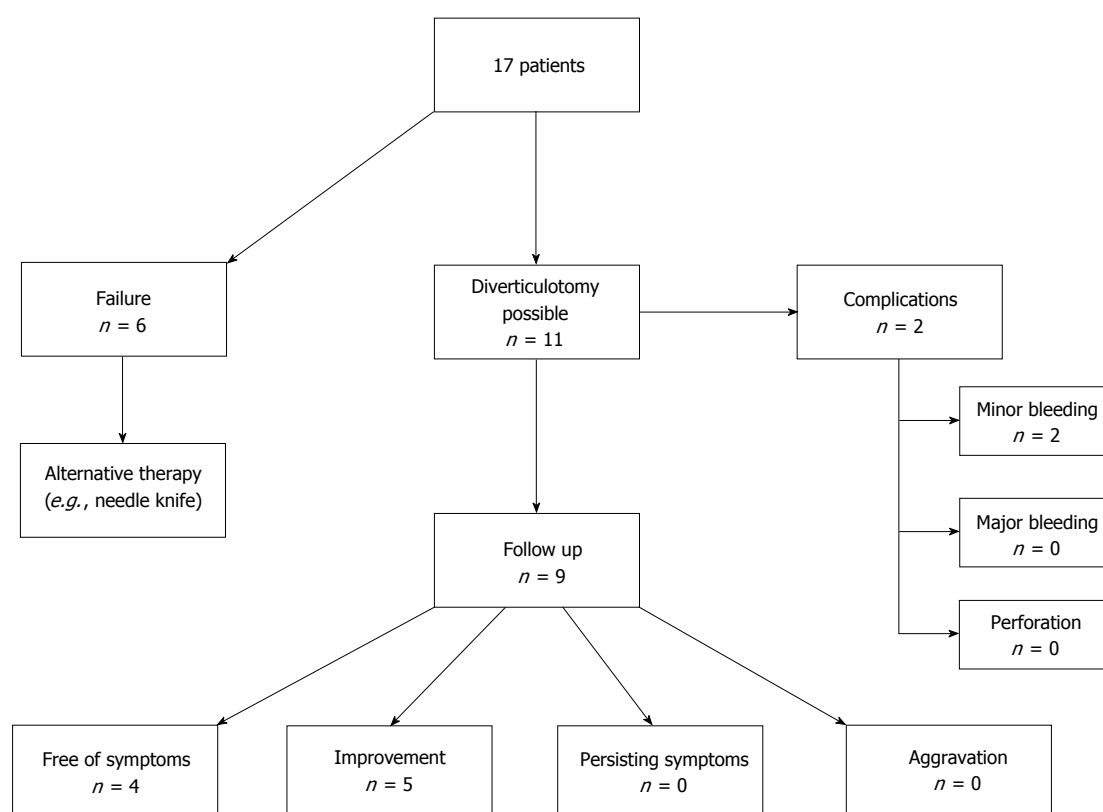 17 patients
Failure
n = 6
Diverticulotomy
possible
n = 11
Complications
n = 2
Minor bleeding
n = 2
Alternative therapy
(e.g., needle knife)
Major bleeding
n = 0
Follow up
n = 9
Perforation
n = 0
Free of symptoms
n = 4
Improvement
n = 5
Persisting symptoms
n = 0
Aggravation
n = 0